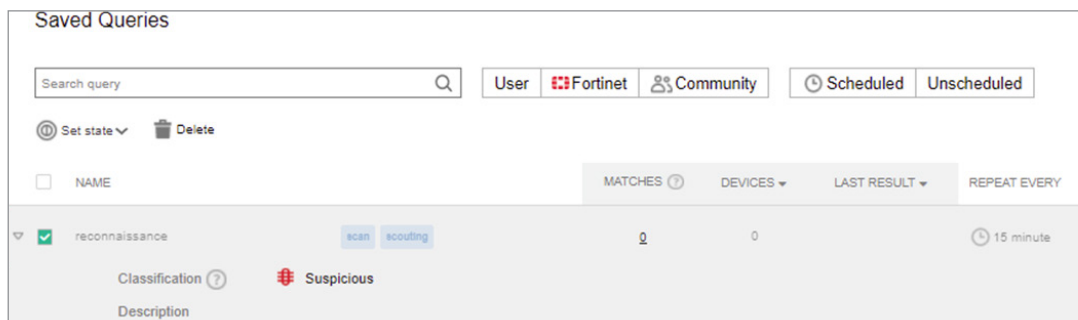 Saved Queries
Search query User Fortinet Community Scheduled Unscheduled
Set state Delete
NAME MATCHES DEVICES LAST RESULT REPEAT EVERY
reconnaissance scan scouting 0 0 15 minute
Classification Suspicious
Description